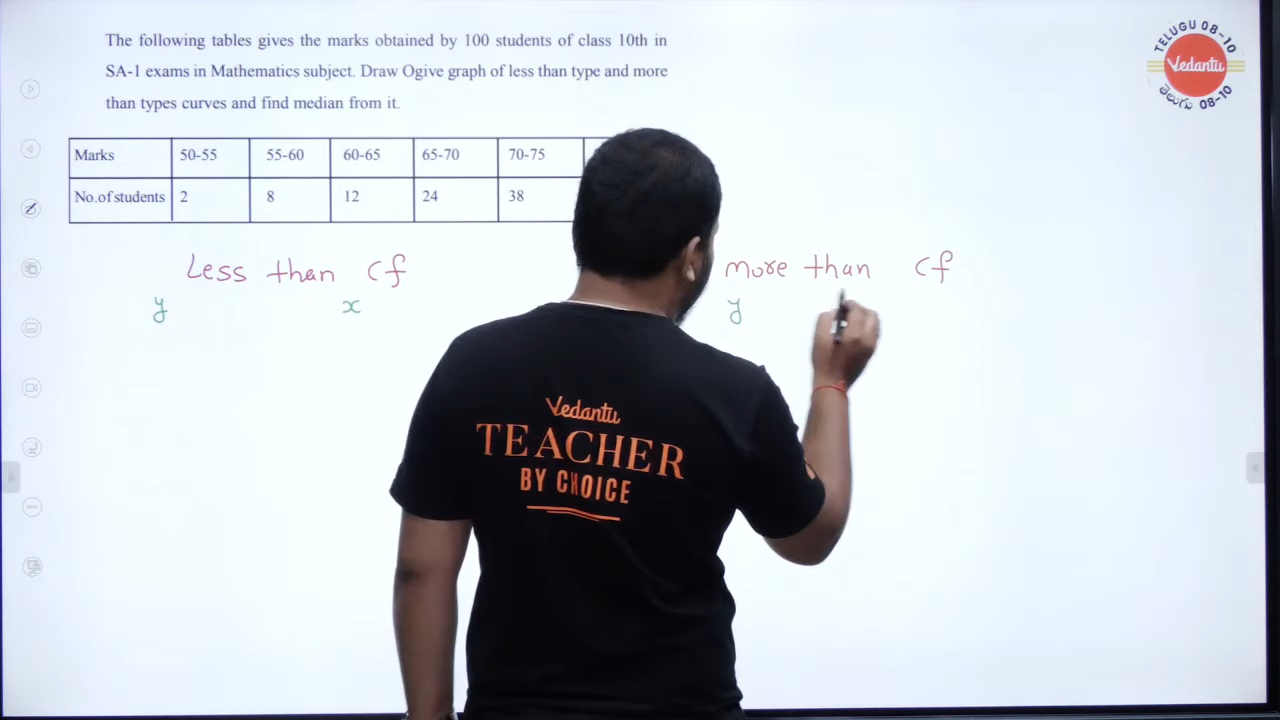 The following tables gives the marks obtained by 100 students of class 10th in
SA-1 exams in Mathematics subject. Draw Ogive graph of less than type and more
than types curves and find median from it.
Marks 50-55 55-60 60-65 65-70 70-75
No.of students 2 8 12 24 38
Less than cf more than cf
y x y
Vedantu
TEACHER
BY CHOICE
TELUGU 08-10
Vedantu
తెలుగు 08-10